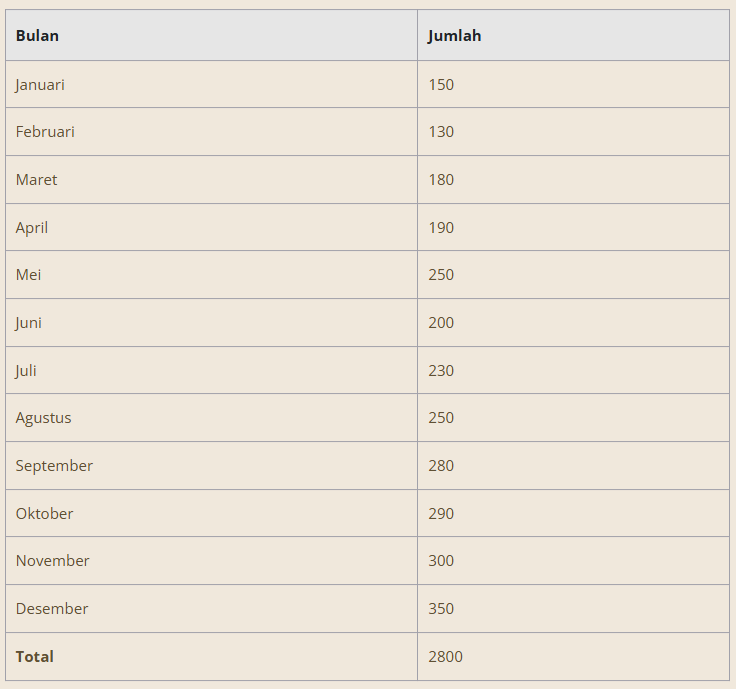 Bulan Jumlah
Januari 150
Februari 130
Maret 180
April 190
Mei 250
Juni 200
Juli 230
Agustus 250
September 280
Oktober 290
November 300
Desember 350
Total 2800